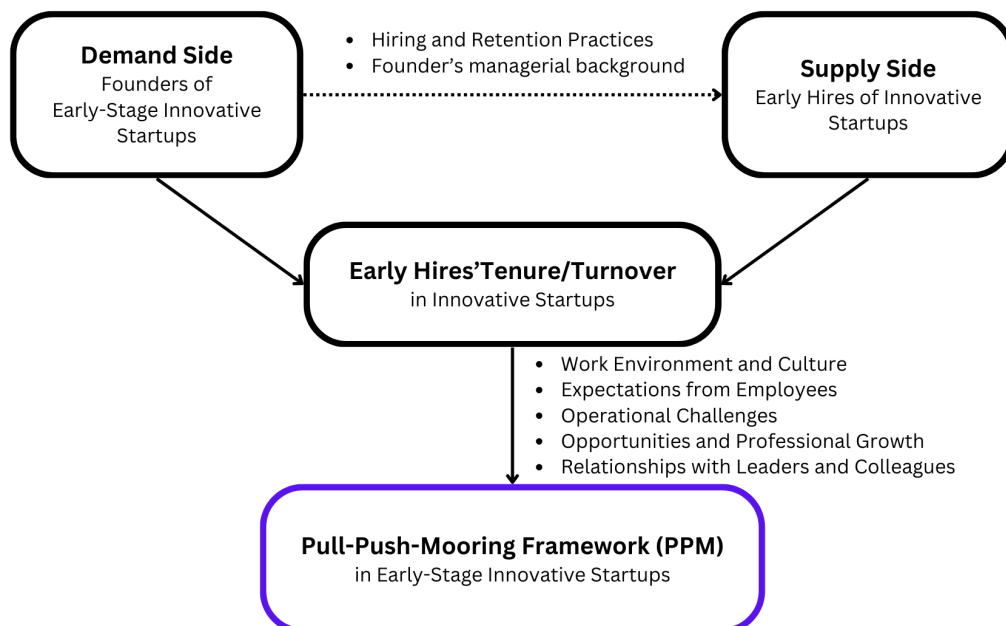 Demand Side
Founders of
Early-Stage Innovative
Startups
• Hiring and Retention Practices
• Founder's managerial background
Supply Side
Early Hires of Innovative
Startups
Early Hires'Tenure/Turnover
in Innovative Startups
• Work Environment and Culture
• Expectations from Employees
• Operational Challenges
• Opportunities and Professional Growth
• Relationships with Leaders and Colleagues
Pull-Push-Mooring Framework (PPM)
in Early-Stage Innovative Startups